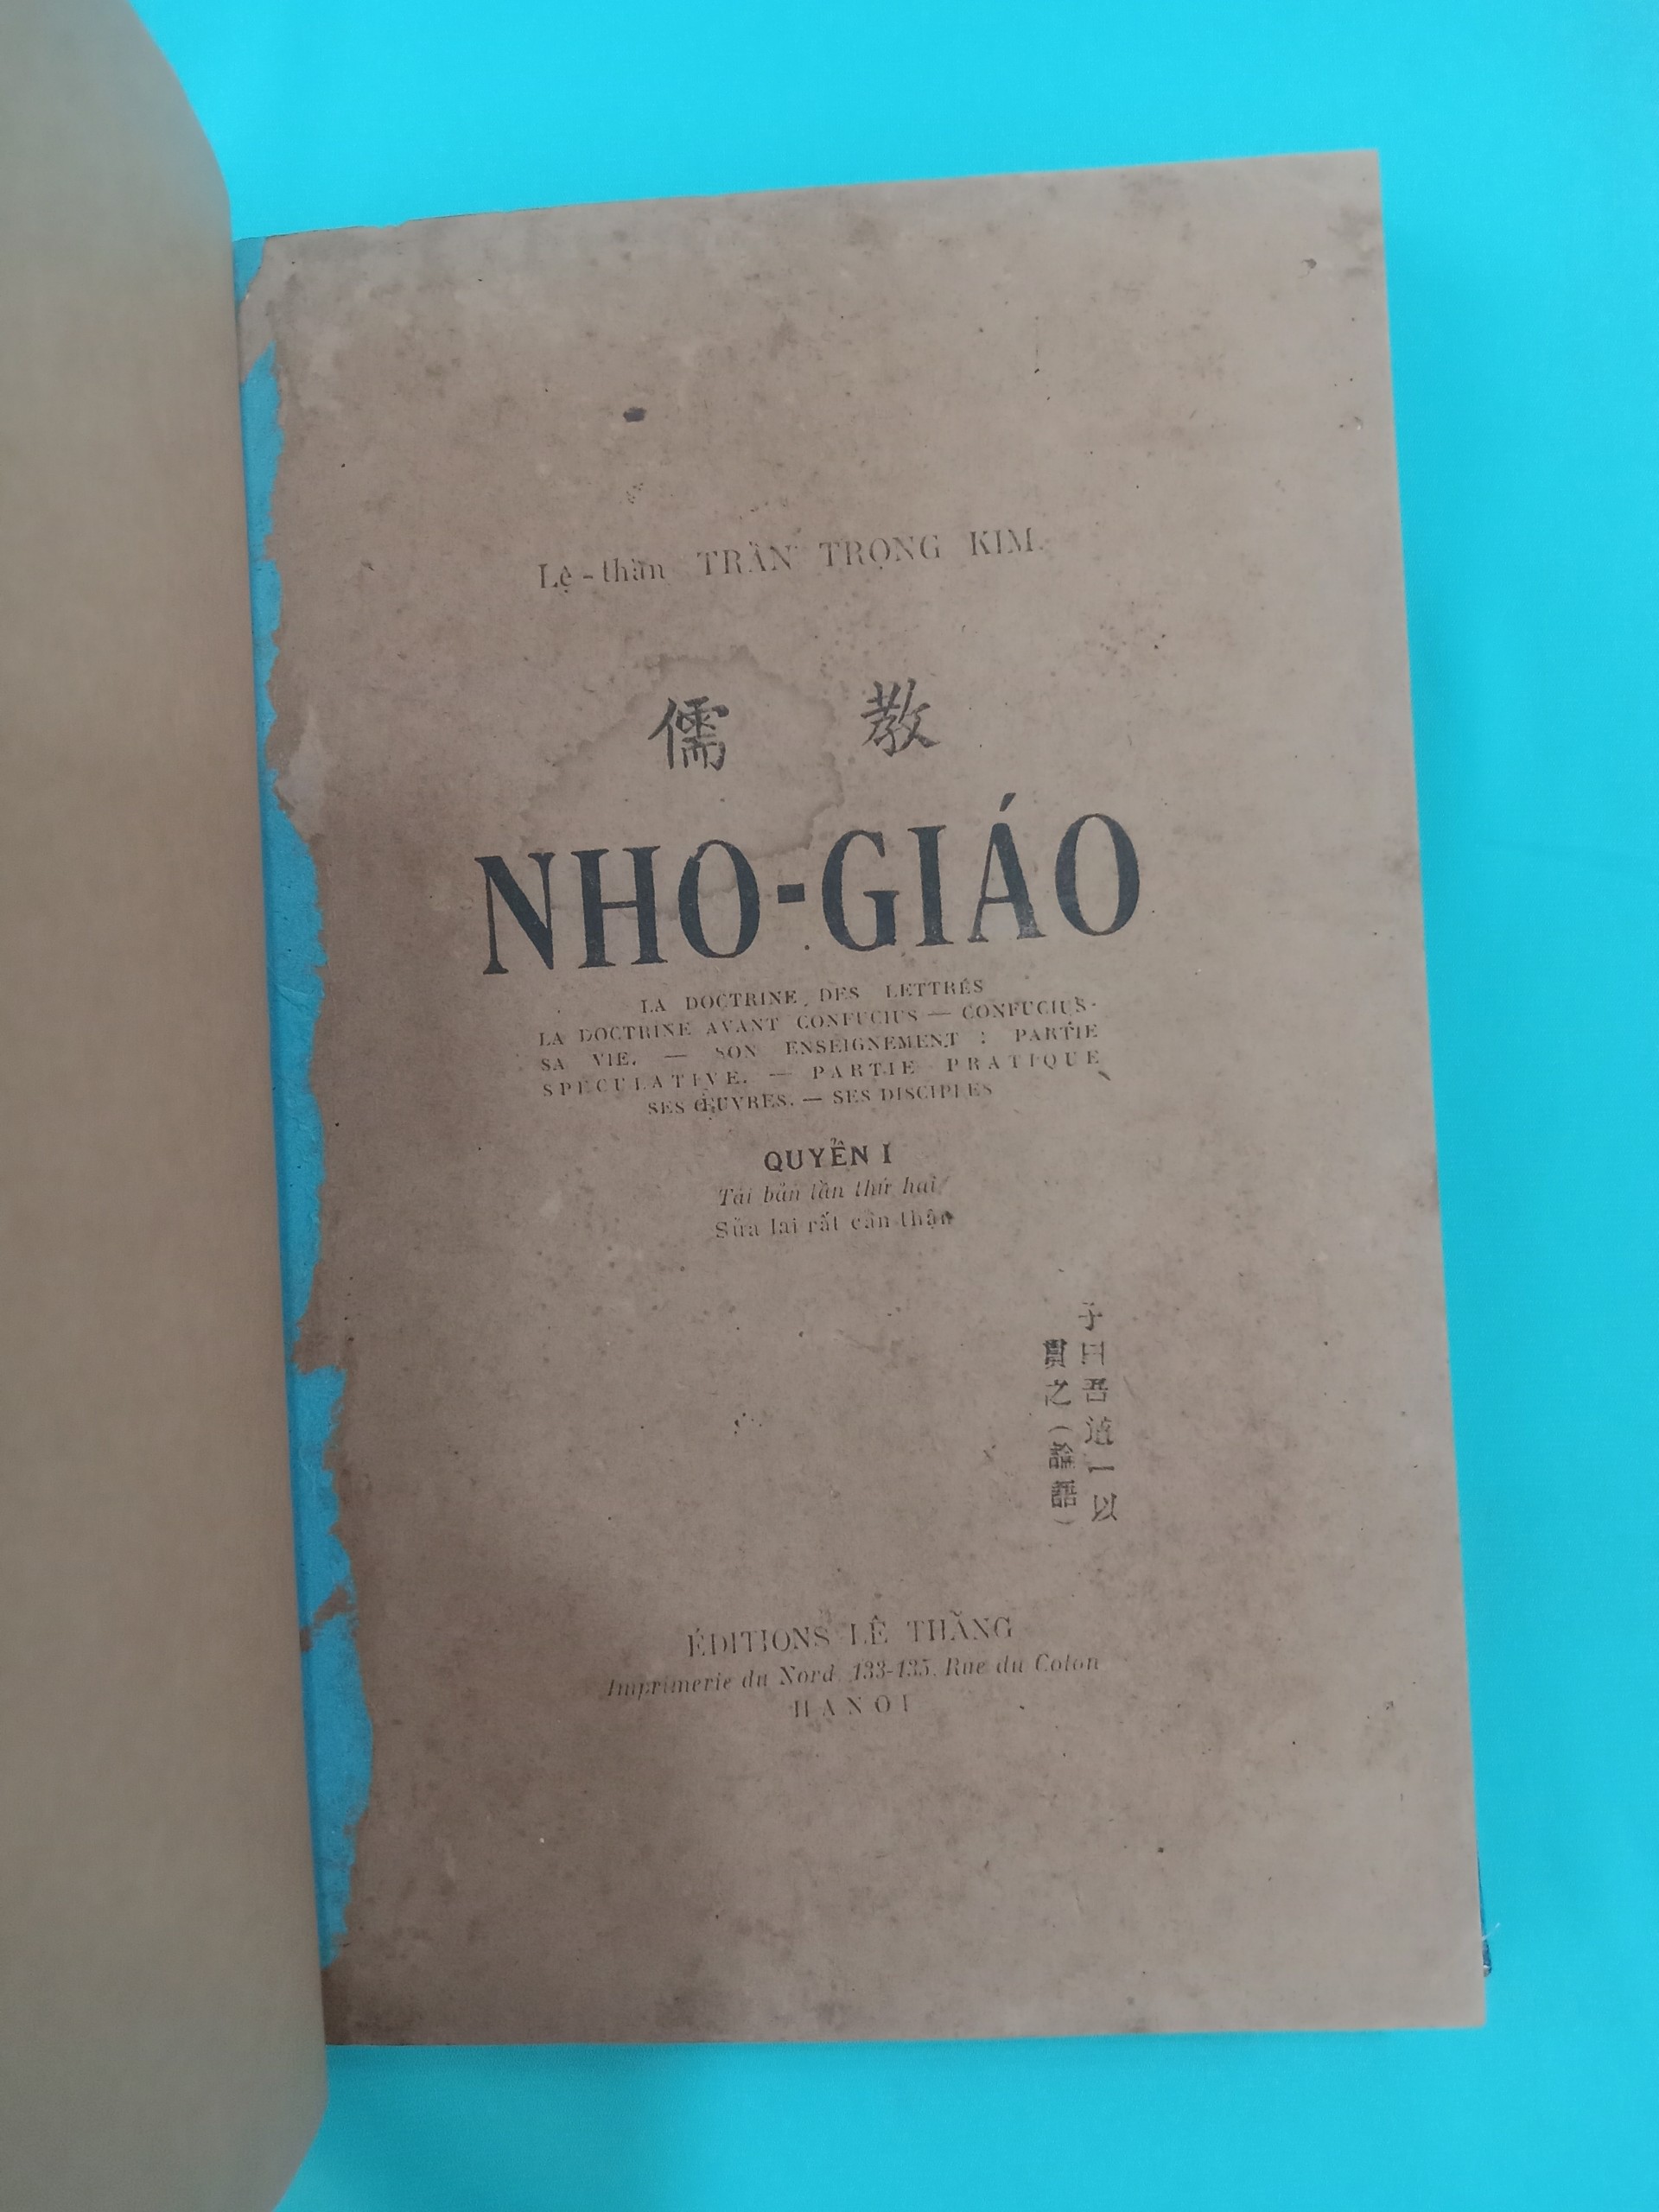 Lệ-thần TRẦN TRỌNG KIM.
儒 教
NHO-GIÁO
LA DOCTRINE DES LETTRÉS
LA DOCTRINE AVANT CONFUCIUS — CONFUCIUS-
SA VIE. — SON ENSEIGNEMENT : PARTIE
SPÉCULATIVE. — PARTIE PRATIQUE
SES ŒUVRES. — SES DISCIPLES
QUYỂN I
Tái bản lần thứ hai
Sửa lại rất cẩn thận
子曰吾道一以
貫之（論語）
ÉDITIONS LÊ THĂNG
Imprimerie du Nord, 133-135, Rue du Coton
HANOI